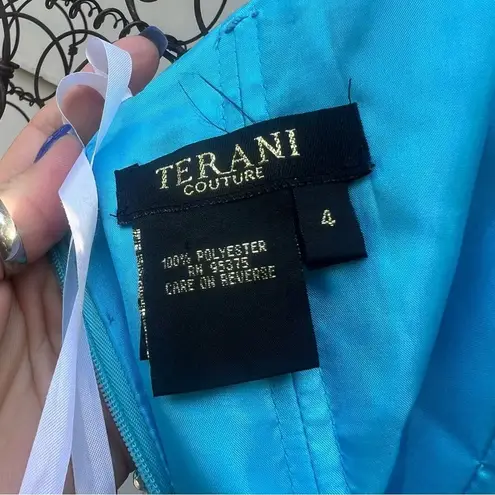 TERANI
COUTURE
4
100% POLYESTER
RN 95375
CARE ON REVERSE